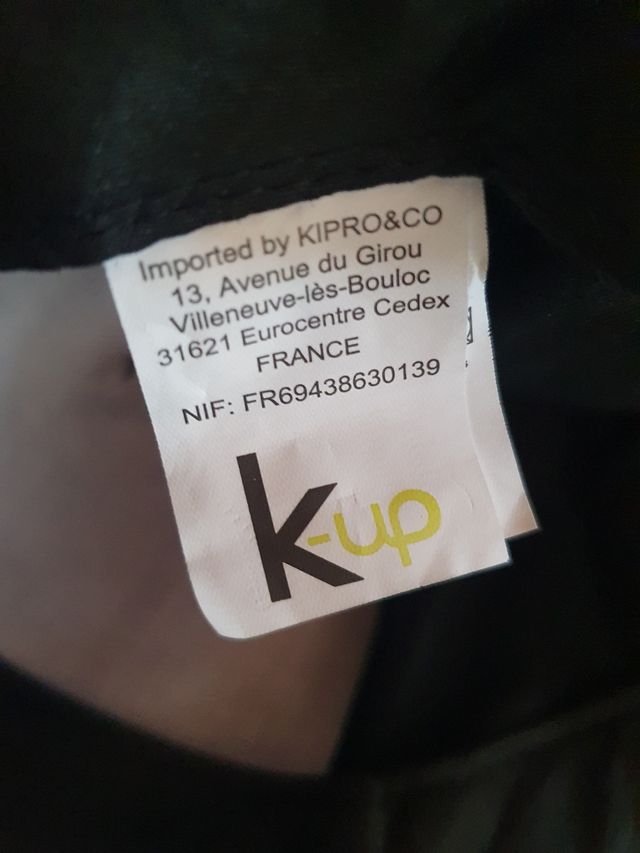 Imported by KIPRO&CO
13, Avenue du Girou
Villeneuve-lès-Bouloc
31621 Eurocentre Cedex
FRANCE
NIF: FR69438630139
k-up